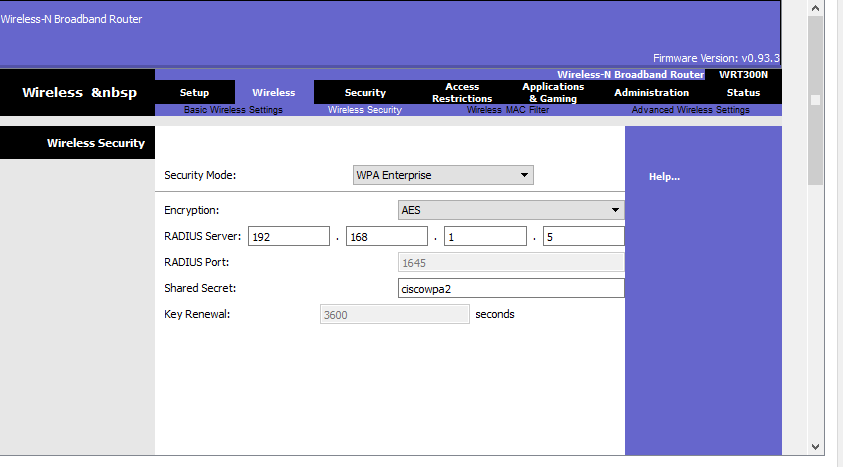 Wireless-N Broadband Router
Firmware Version: v0.93.3
Wireless-N Broadband Router WRT300N
Wireless &nbsp
Setup Wireless Security Access Restrictions Applications & Gaming Administration Status
Basic Wireless Settings Wireless Security Wireless MAC Filter Advanced Wireless Settings
Wireless Security
Security Mode: WPA Enterprise
Help...
Encryption: AES
RADIUS Server: 192 . 168 . 1 . 5
RADIUS Port: 1645
Shared Secret: ciscowpa2
Key Renewal: 3600 seconds